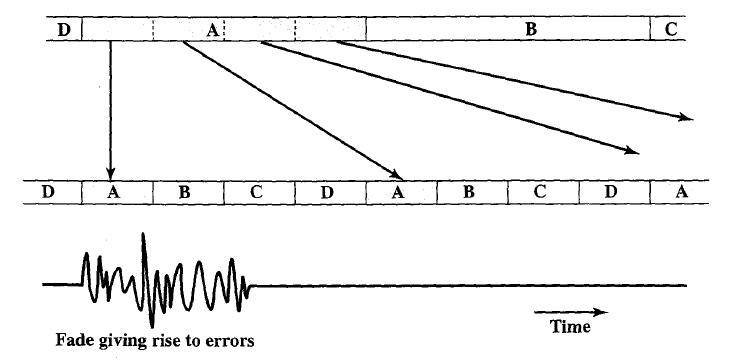 D A B C
D A B C D A B C D A
Fade giving rise to errors
Time